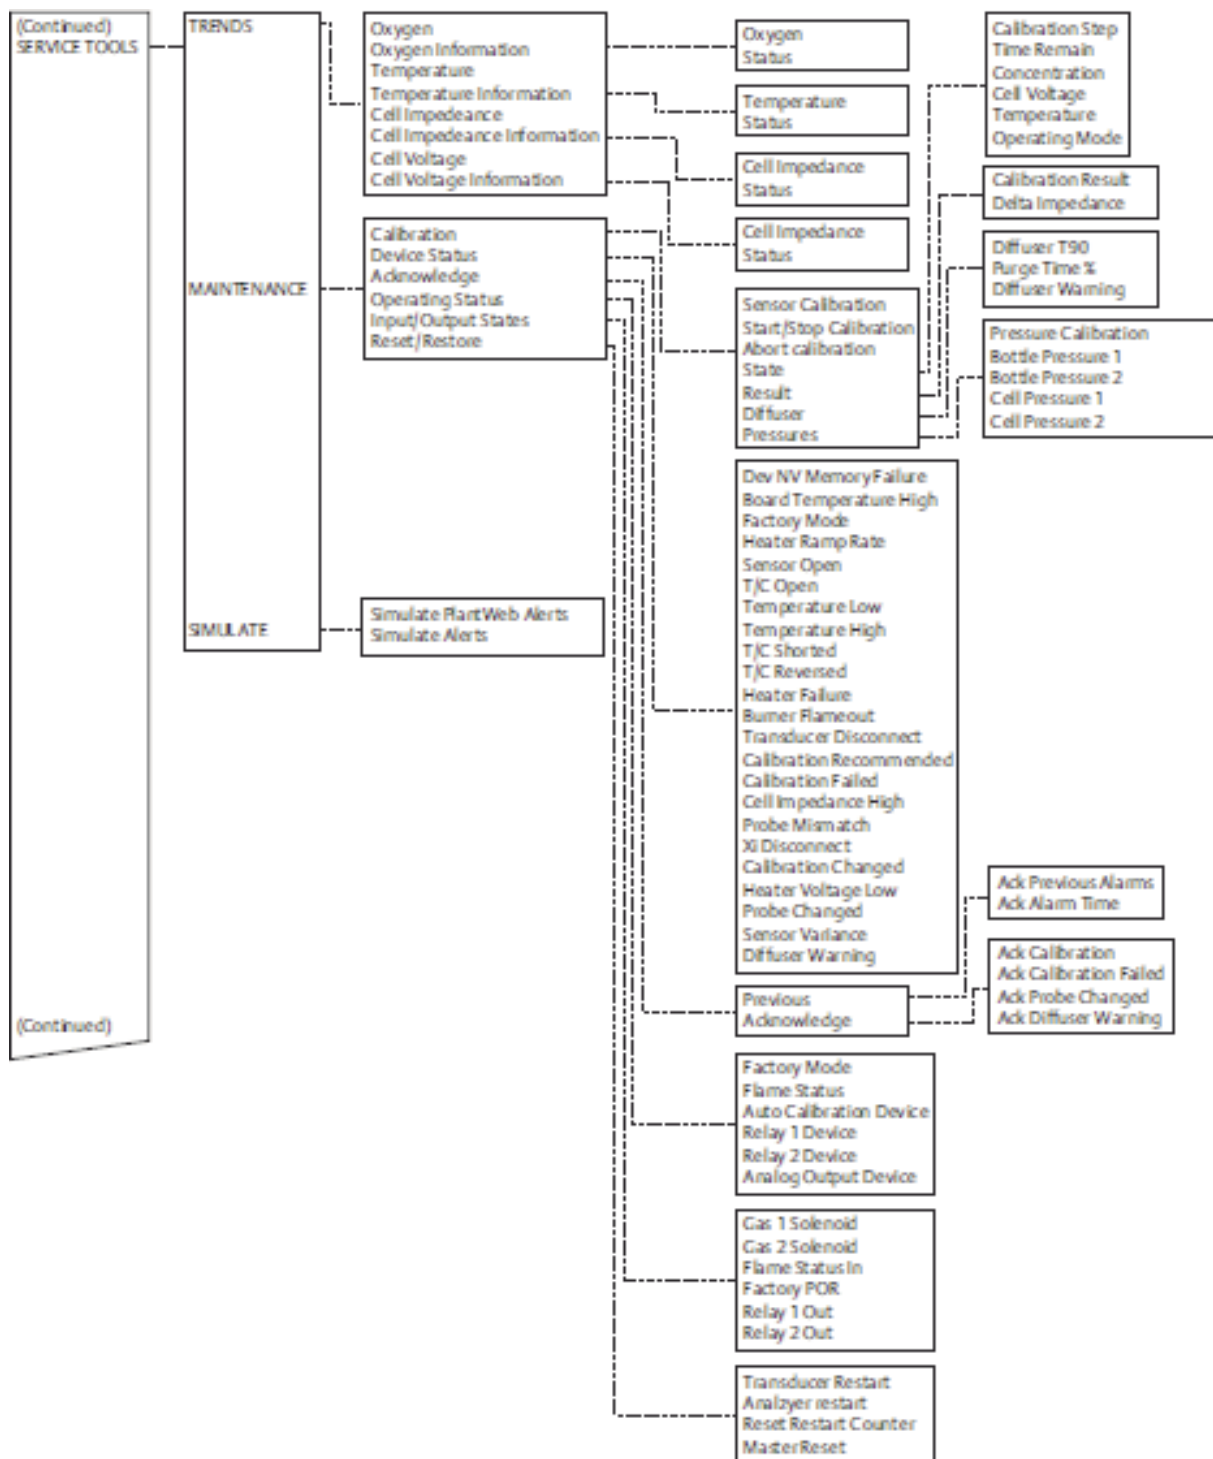 (Continued)
SERVICE TOOLS
(Continued)
TRENDS
MAINTENANCE
SIMULATE
Oxygen
Oxygen Information
Temperature
Temperature Information
Cell Impedeance
Cell Impedeance Information
Cell Voltage
Cell Voltage Information
Calibration
Device Status
Acknowledge
Operating Status
Input/Output States
Reset/Restore
Simulate PlantWeb Alerts
Simulate Alerts
Oxygen
Status
Temperature
Status
Cell Impedance
Status
Cell Impedance
Status
Sensor Calibration
Start/Stop Calibration
Abort calibration
State
Result
Diffuser
Pressures
Dev NV Memory Failure
Board Temperature High
Factory Mode
Heater Ramp Rate
Sensor Open
T/C Open
Temperature Low
Temperature High
T/C Shorted
T/C Reversed
Heater Failure
Burner Flameout
Transducer Disconnect
Calibration Recommended
Calibration Failed
Cell Impedance High
Probe Mismatch
Xi Disconnect
Calibration Changed
Heater Voltage Low
Probe Changed
Sensor Variance
Diffuser Warning
Previous
Acknowledge
Factory Mode
Flame Status
Auto Calibration Device
Relay 1 Device
Relay 2 Device
Analog Output Device
Gas 1 Solenoid
Gas 2 Solenoid
Flame Status In
Factory POR
Relay 1 Out
Relay 2 Out
Transducer Restart
Analzyer restart
Reset Restart Counter
Master Reset
Calibration Step
Time Remain
Concentration
Cell Voltage
Temperature
Operating Mode
Calibration Result
Delta Impedance
Diffuser T90
Purge Time %
Diffuser Warning
Pressure Calibration
Bottle Pressure 1
Bottle Pressure 2
Cell Pressure 1
Cell Pressure 2
Ack Previous Alarms
Ack Alarm Time
Ack Calibration
Ack Calibration Failed
Ack Probe Changed
Ack Diffuser Warning